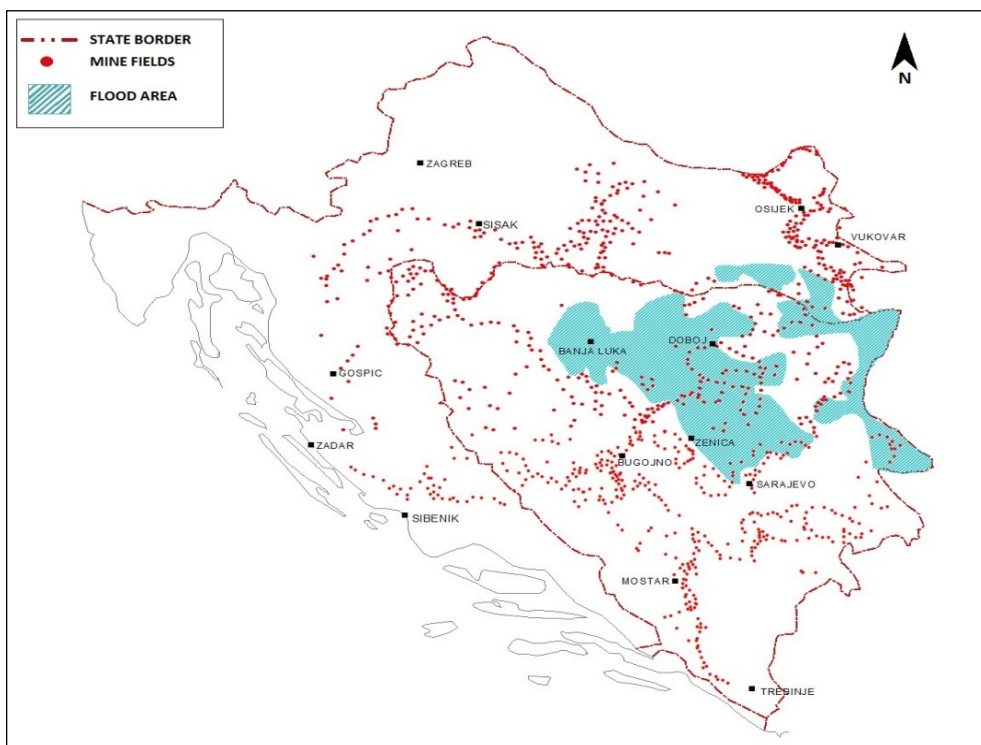 STATE BORDER
MINE FIELDS
FLOOD AREA
N
ZAGREB
SISAK
OSIJEK
VUKOVAR
BANJA LUKA
DOBOJ
GOSPIC
ZADAR
ZENICA
BUGOJNO
SARAJEVO
SIBENIK
MOSTAR
TREBINJE